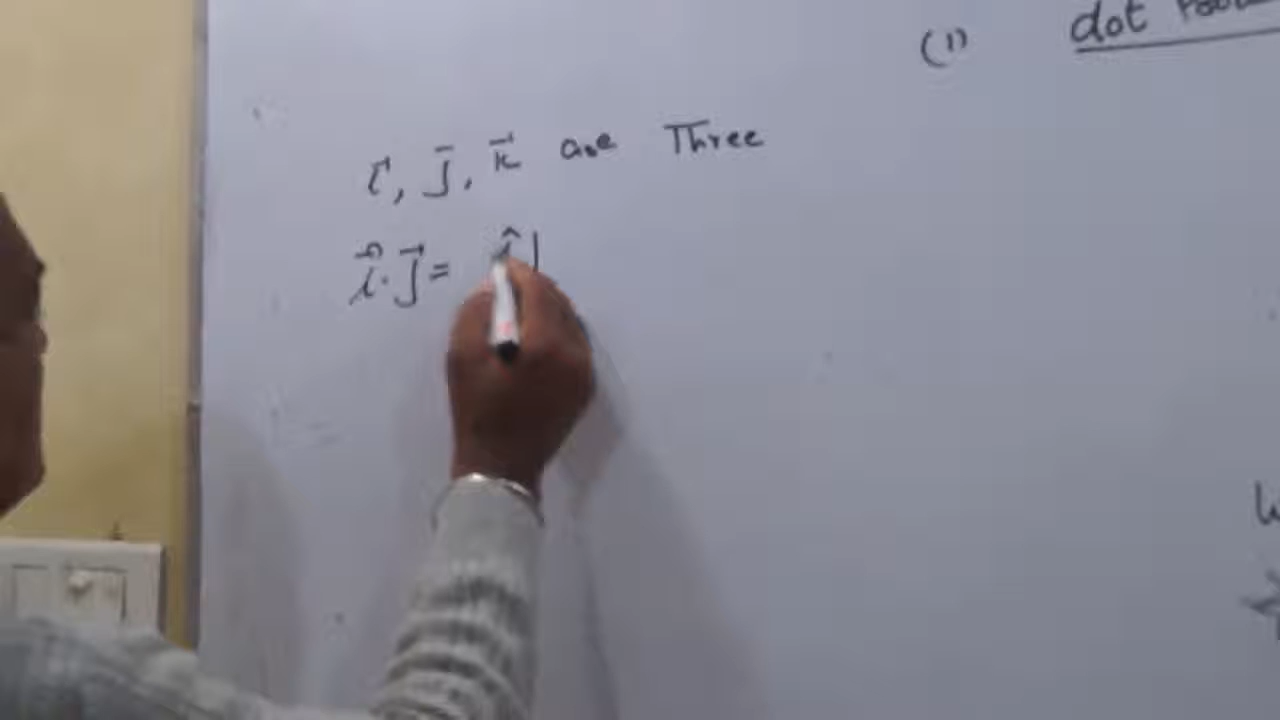 (1) dot
i⃗, j⃗, k⃗ are Three
i⃗ · j⃗ = î